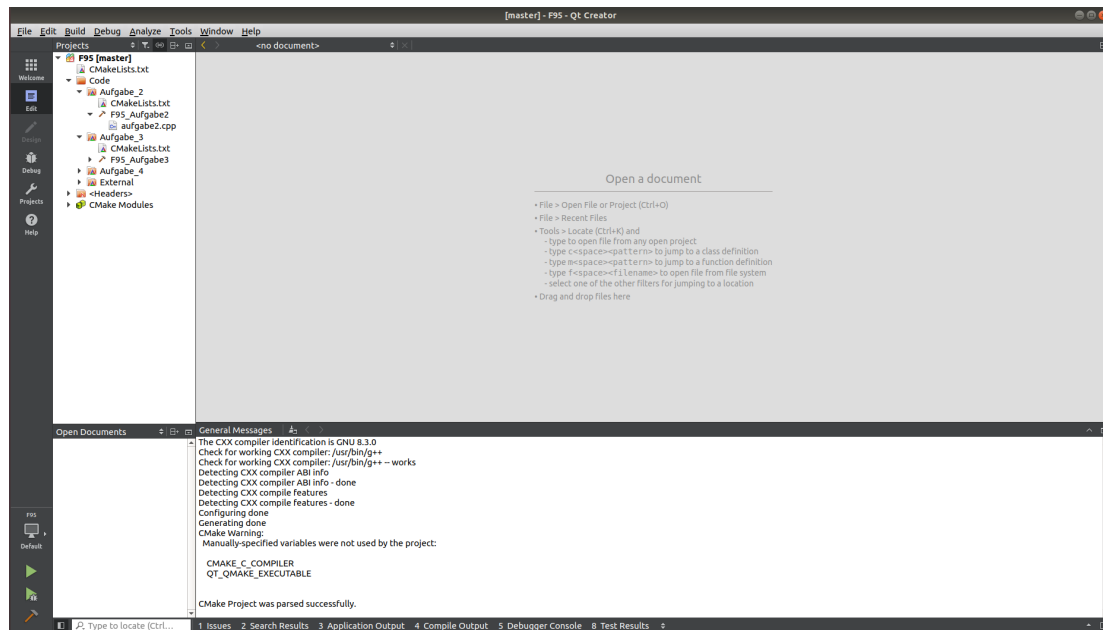 [master] - F95 - Qt Creator
File Edit Build Debug Analyze Tools Window Help
Projects
<no document>
Welcome
Edit
Design
Debug
Projects
Help
F95 [master]
CMakeLists.txt
Code
Aufgabe_2
CMakeLists.txt
F95_Aufgabe2
aufgabe2.cpp
Aufgabe_3
CMakeLists.txt
F95_Aufgabe3
Aufgabe_4
External
<Headers>
CMake Modules
Open a document
• File > Open File or Project (Ctrl+O)
• File > Recent Files
• Tools > Locate (Ctrl+K) and
- type to open file from any open project
- type c<space><pattern> to jump to a class definition
- type m<space><pattern> to jump to a function definition
- type f<space><filename> to open file from file system
- select one of the other filters for jumping to a location
• Drag and drop files here
Open Documents
General Messages
The CXX compiler identification is GNU 8.3.0
Check for working CXX compiler: /usr/bin/g++
Check for working CXX compiler: /usr/bin/g++ -- works
Detecting CXX compiler ABI info
Detecting CXX compiler ABI info - done
Detecting CXX compile features
Detecting CXX compile features - done
Configuring done
Generating done
CMake Warning:
Manually-specified variables were not used by the project:
CMAKE_C_COMPILER
QT_QMAKE_EXECUTABLE
CMake Project was parsed successfully.
F95
Default
Type to locate (Ctrl...
1 Issues 2 Search Results 3 Application Output 4 Compile Output 5 Debugger Console 8 Test Results